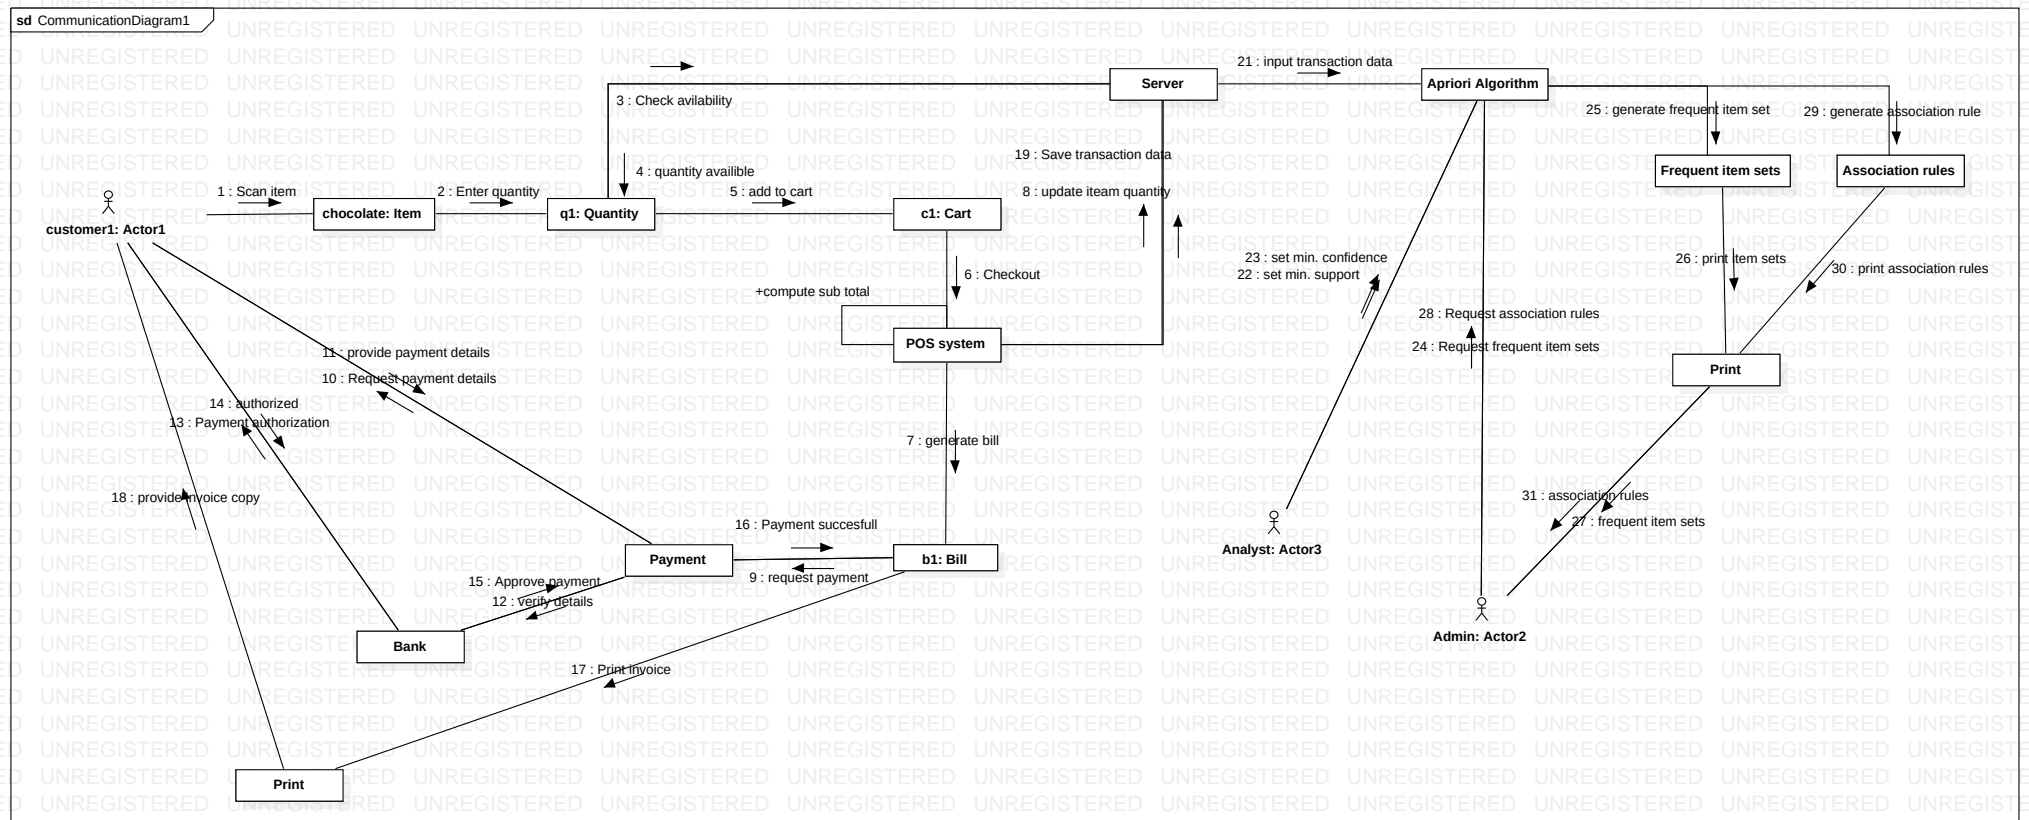 sd CommunicationDiagram1
21 : input transaction data
Server
Apriori Algorithm
3 : Check avilability
25 : generate frequent item set
29 : generate association rule
19 : Save transaction data
4 : quantity availible
Frequent item sets
Association rules
1 : Scan item
2 : Enter quantity
5 : add to cart
8 : update iteam quantity
chocolate: Item
q1: Quantity
c1: Cart
customer1: Actor1
23 : set min. confidence
22 : set min. support
26 : print item sets
30 : print association rules
6 : Checkout
+compute sub total
28 : Request association rules
POS system
24 : Request frequent item sets
11 : provide payment details
10 : Request payment details
Print
14 : authorized
13 : Payment authorization
7 : generate bill
18 : provide invoice copy
31 : association rules
27 : frequent item sets
16 : Payment succesfull
Analyst: Actor3
Payment
b1: Bill
9 : request payment
15 : Approve payment
12 : verify details
Admin: Actor2
Bank
17 : Print invoice
Print
UNREGISTERED